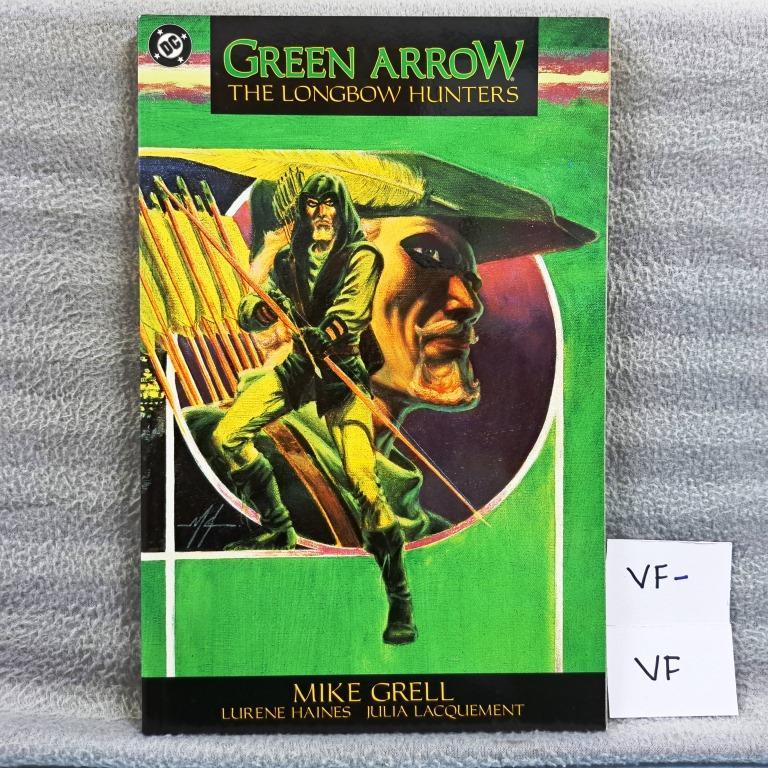 DC
GREEN ARROW
THE LONGBOW HUNTERS
MIKE GRELL
LURENE HAINES JULIA LACQUEMENT
VF-
VF